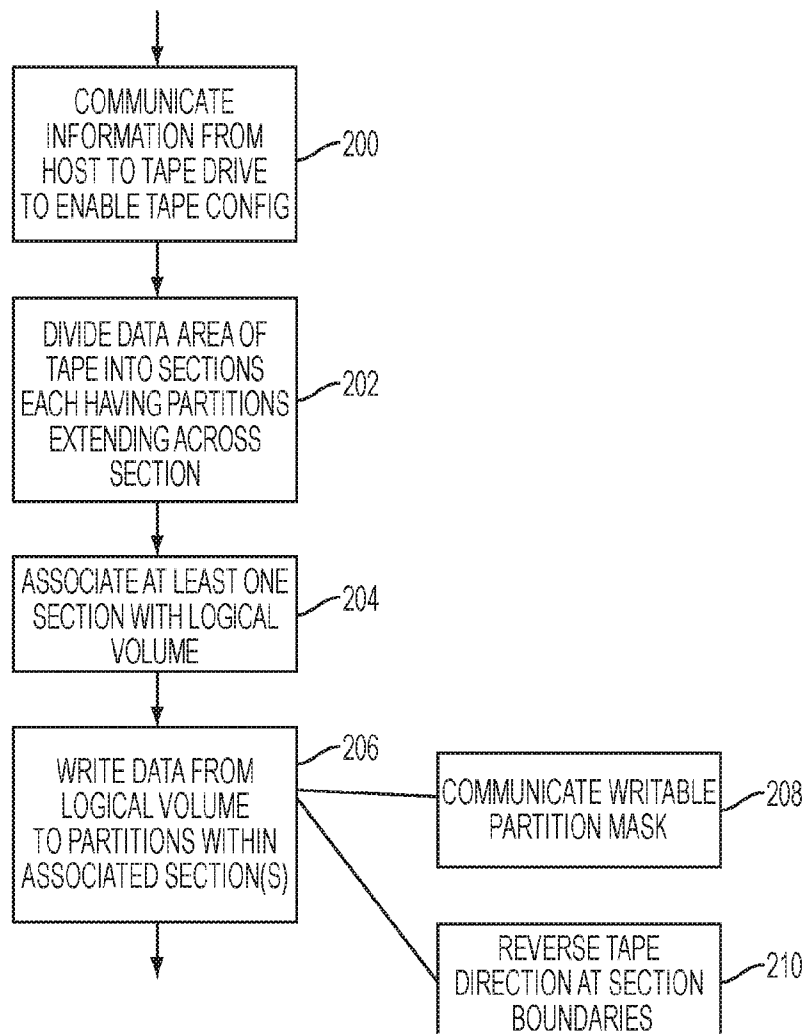 COMMUNICATE
INFORMATION FROM
HOST TO TAPE DRIVE
TO ENABLE TAPE CONFIG
200
DIVIDE DATA AREA OF
TAPE INTO SECTIONS
EACH HAVING PARTITIONS
EXTENDING ACROSS
SECTION
202
ASSOCIATE AT LEAST ONE
SECTION WITH LOGICAL
VOLUME
204
WRITE DATA FROM
LOGICAL VOLUME
TO PARTITIONS WITHIN
ASSOCIATED SECTION(S)
206
COMMUNICATE WRITABLE
PARTITION MASK
208
REVERSE TAPE
DIRECTION AT SECTION
BOUNDARIES
210